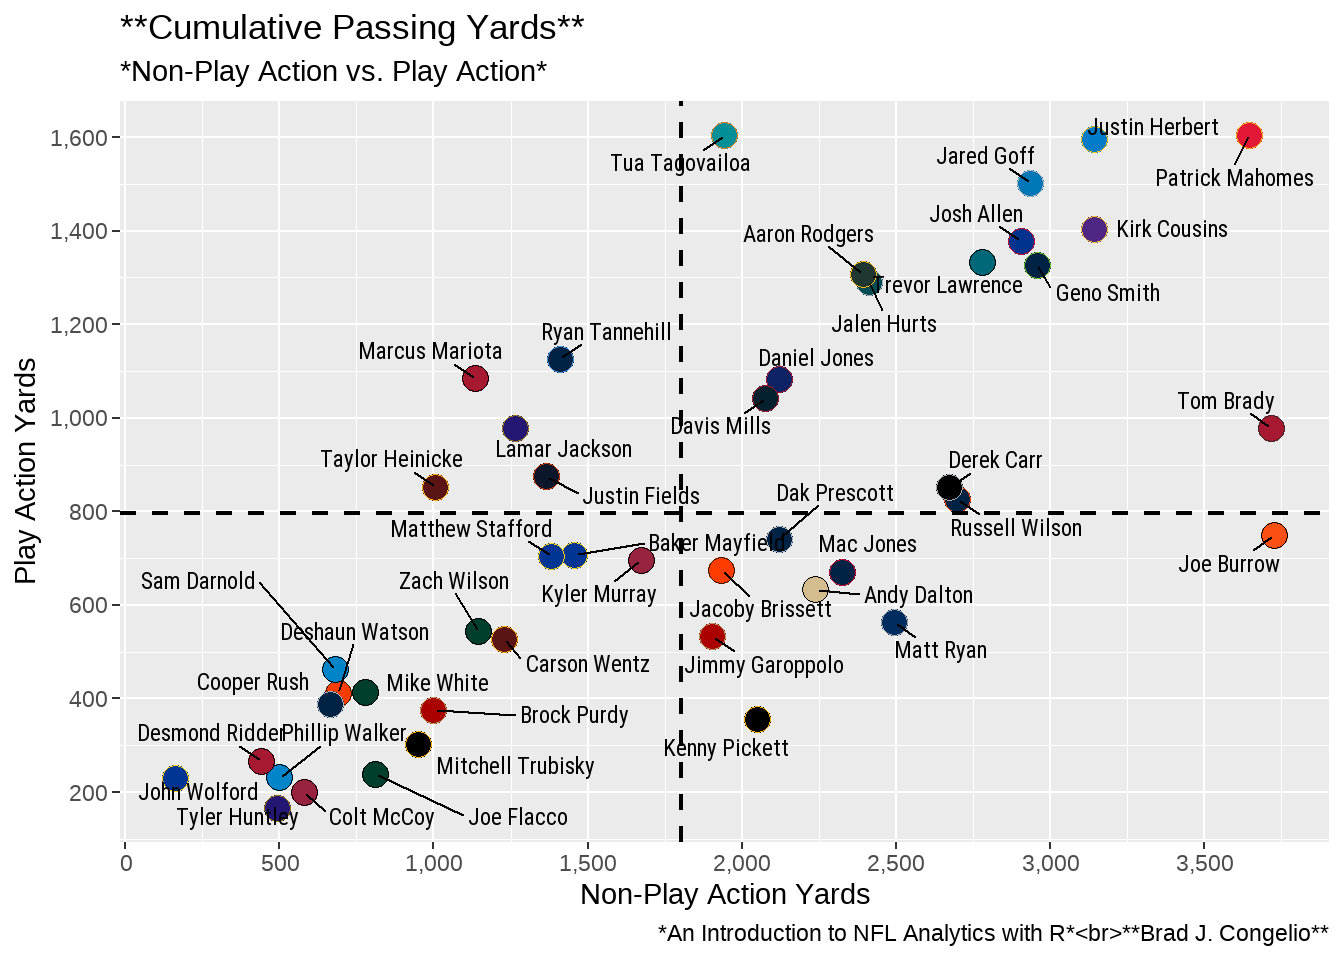 **Cumulative Passing Yards**
*Non-Play Action vs. Play Action*
Play Action Yards
1,600
1,400
1,200
1,000
800
600
400
200
Justin Herbert
Tua Tagovailoa
Jared Goff
Patrick Mahomes
Josh Allen
Kirk Cousins
Aaron Rodgers
Trevor Lawrence
Geno Smith
Jalen Hurts
Ryan Tannehill
Marcus Mariota
Daniel Jones
Tom Brady
Davis Mills
Lamar Jackson
Taylor Heinicke
Derek Carr
Justin Fields
Dak Prescott
Matthew Stafford
Russell Wilson
Baker Mayfield
Mac Jones
Joe Burrow
Sam Darnold
Zach Wilson
Kyler Murray
Andy Dalton
Jacoby Brissett
Deshaun Watson
Matt Ryan
Carson Wentz
Jimmy Garoppolo
Cooper Rush
Mike White
Brock Purdy
Desmond Ridder
Phillip Walker
Kenny Pickett
Mitchell Trubisky
John Wolford
Tyler Huntley
Colt McCoy
Joe Flacco
0
500
1,000
1,500
2,000
2,500
3,000
3,500
Non-Play Action Yards
*An Introduction to NFL Analytics with R*<br>**Brad J. Congelio**